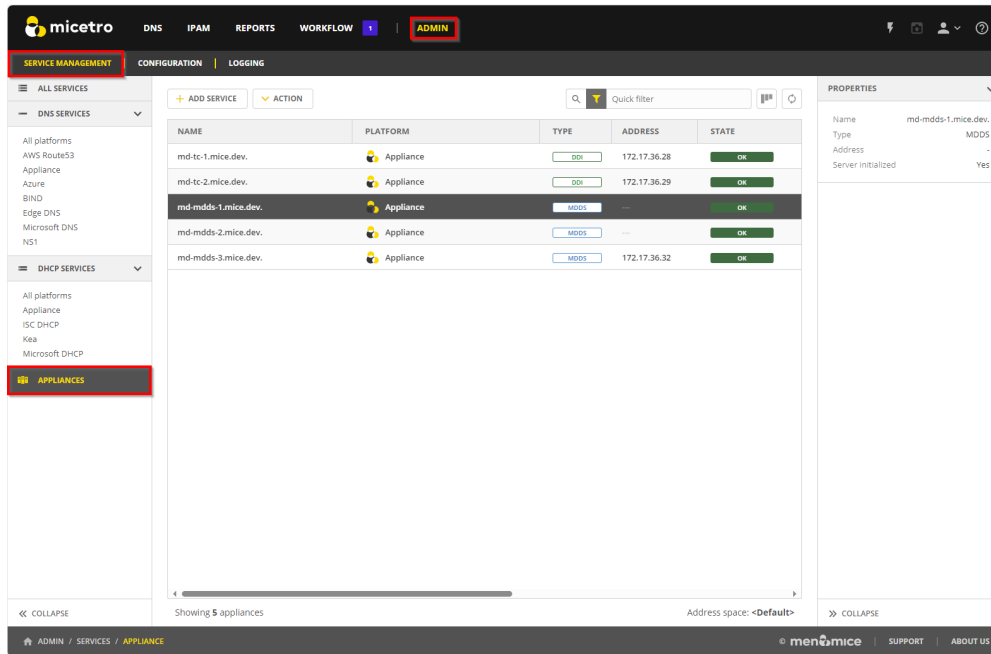 micetro DNS IPAM REPORTS WORKFLOW 1 | ADMIN
SERVICE MANAGEMENT | CONFIGURATION | LOGGING
ALL SERVICES
DNS SERVICES
All platforms
AWS Route53
Appliance
Azure
BIND
Edge DNS
Microsoft DNS
NS1
DHCP SERVICES
All platforms
Appliance
ISC DHCP
Kea
Microsoft DHCP
APPLIANCES
COLLAPSE
+ ADD SERVICE ACTION Quick filter
NAME PLATFORM TYPE ADDRESS STATE
md-tc-1.mice.dev. Appliance DDI 172.17.36.28 OK
md-tc-2.mice.dev. Appliance DDI 172.17.36.29 OK
md-mdds-1.mice.dev. Appliance MDDS --- OK
md-mdds-2.mice.dev. Appliance MDDS --- OK
md-mdds-3.mice.dev. Appliance MDDS 172.17.36.32 OK
Showing 5 appliances Address space: <Default>
PROPERTIES
Name md-mdds-1.mice.dev.
Type MDDS
Address -
Server initialized Yes
COLLAPSE
ADMIN / SERVICES / APPLIANCE © men&mice | SUPPORT | ABOUT US